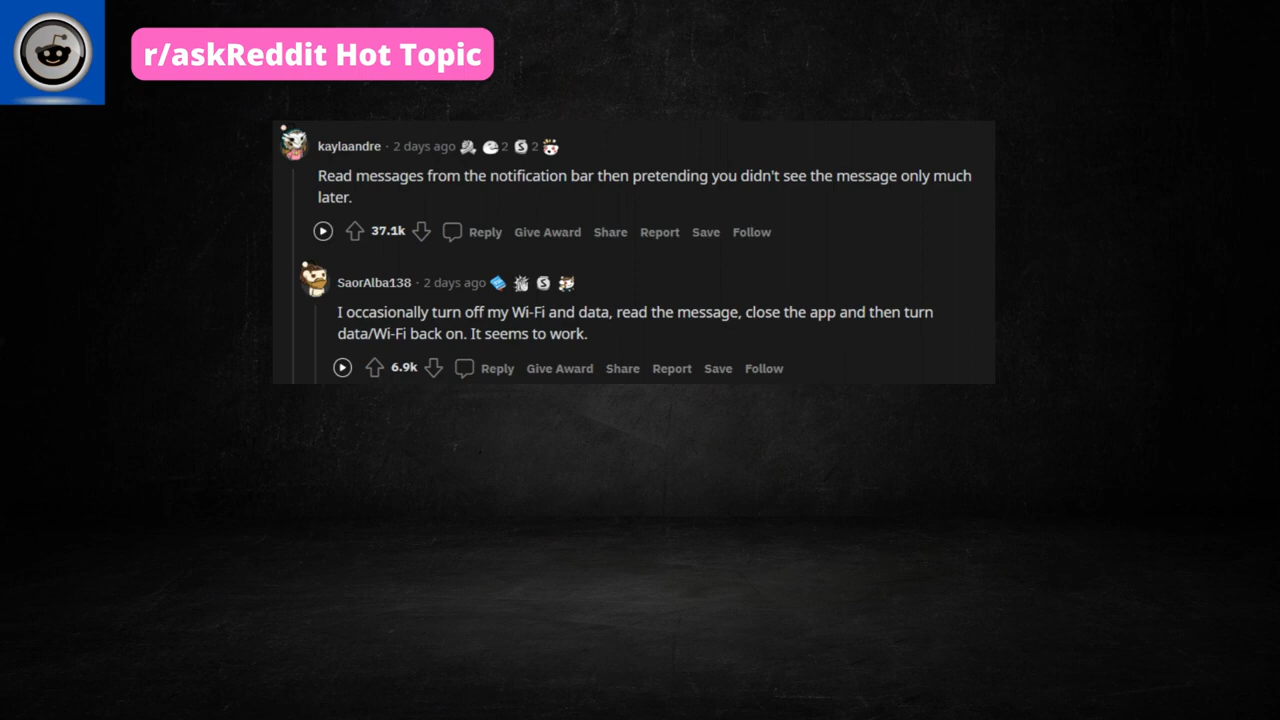 r/askReddit Hot Topic
kaylaandre · 2 days ago 2 S 2
Read messages from the notification bar then pretending you didn't see the message only much
later.
37.1k Reply Give Award Share Report Save Follow
SaorAlba138 · 2 days ago S
I occasionally turn off my Wi-Fi and data, read the message, close the app and then turn
data/Wi-Fi back on. It seems to work.
6.9k Reply Give Award Share Report Save Follow